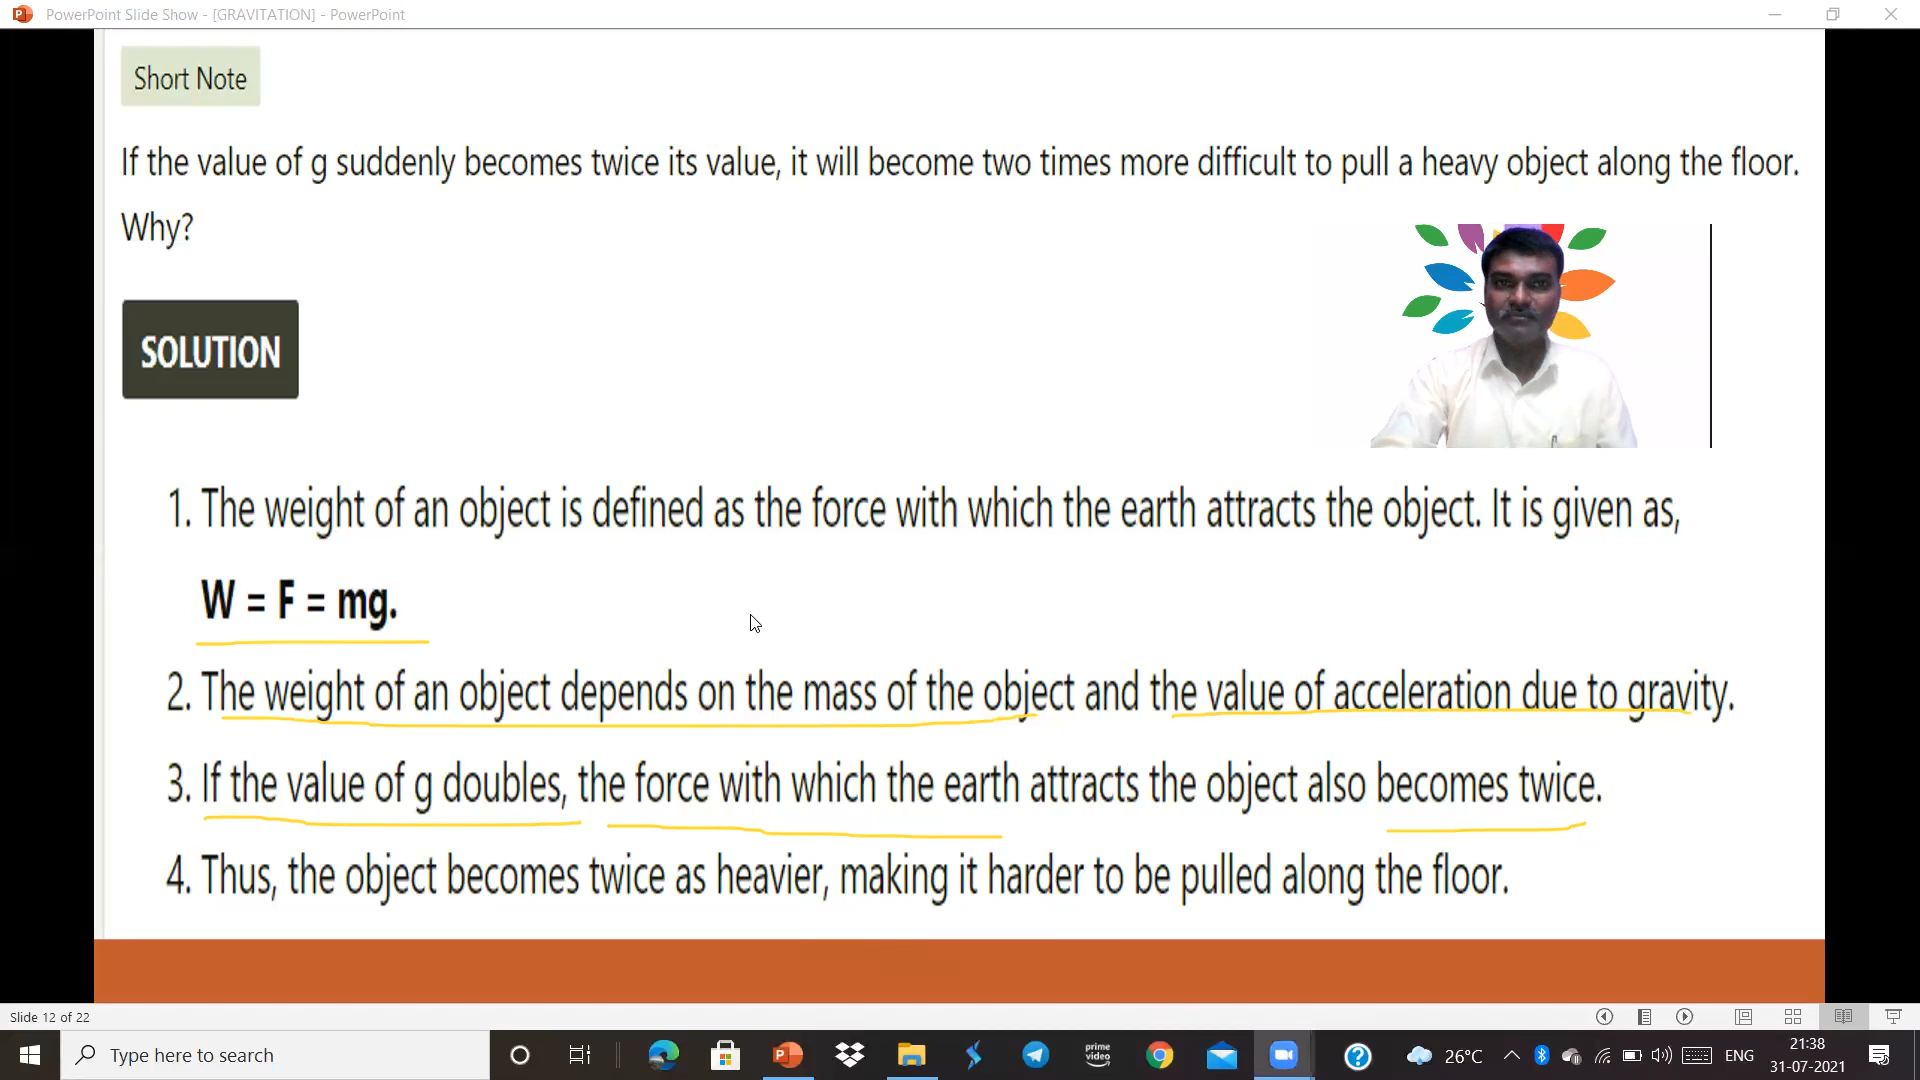 PowerPoint Slide Show - [GRAVITATION] - PowerPoint
Short Note
If the value of g suddenly becomes twice its value, it will become two times more difficult to pull a heavy object along the floor.
Why?
SOLUTION
1. The weight of an object is defined as the force with which the earth attracts the object. It is given as,
W = F = mg.
2. The weight of an object depends on the mass of the object and the value of acceleration due to gravity.
3. If the value of g doubles, the force with which the earth attracts the object also becomes twice.
4. Thus, the object becomes twice as heavier, making it harder to be pulled along the floor.
Slide 12 of 22
Type here to search
prime video
26°C
ENG
21:38
31-07-2021